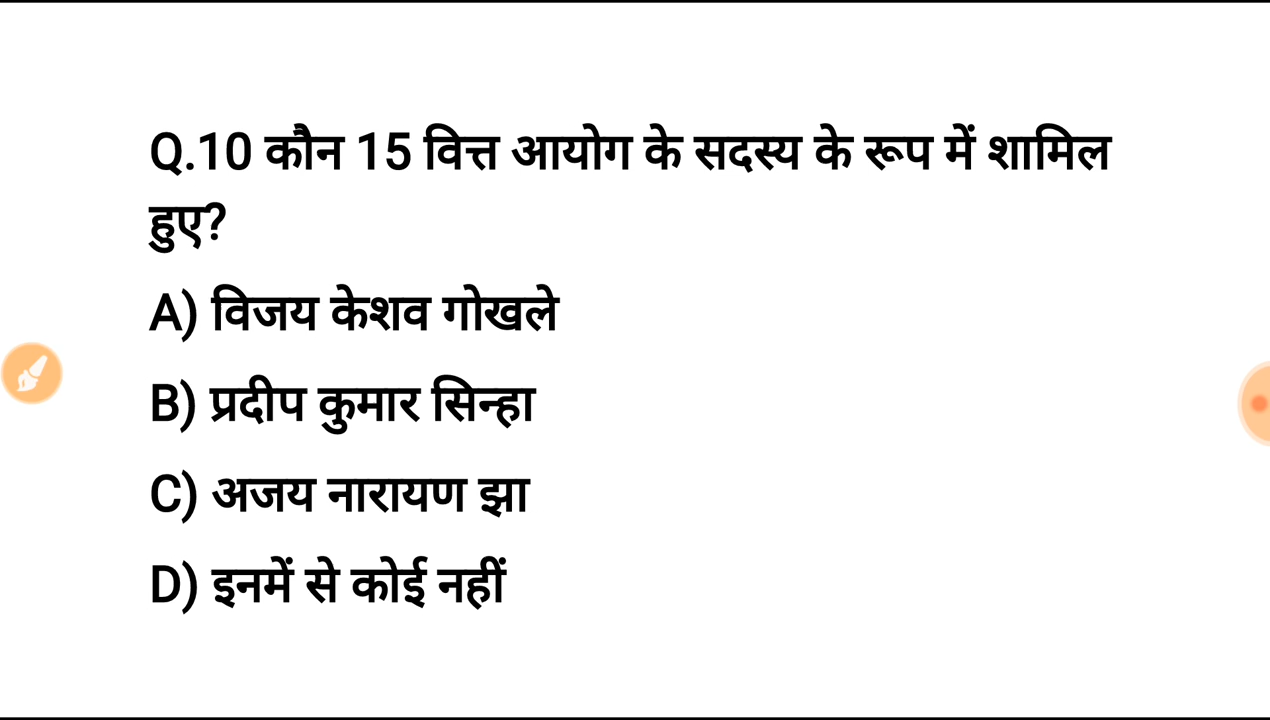 Q.10 कौन 15 वित्त आयोग के सदस्य के रूप में शामिल
हुए?
A) विजय केशव गोखले
B) प्रदीप कुमार सिन्हा
C) अजय नारायण झा
D) इनमें से कोई नहीं